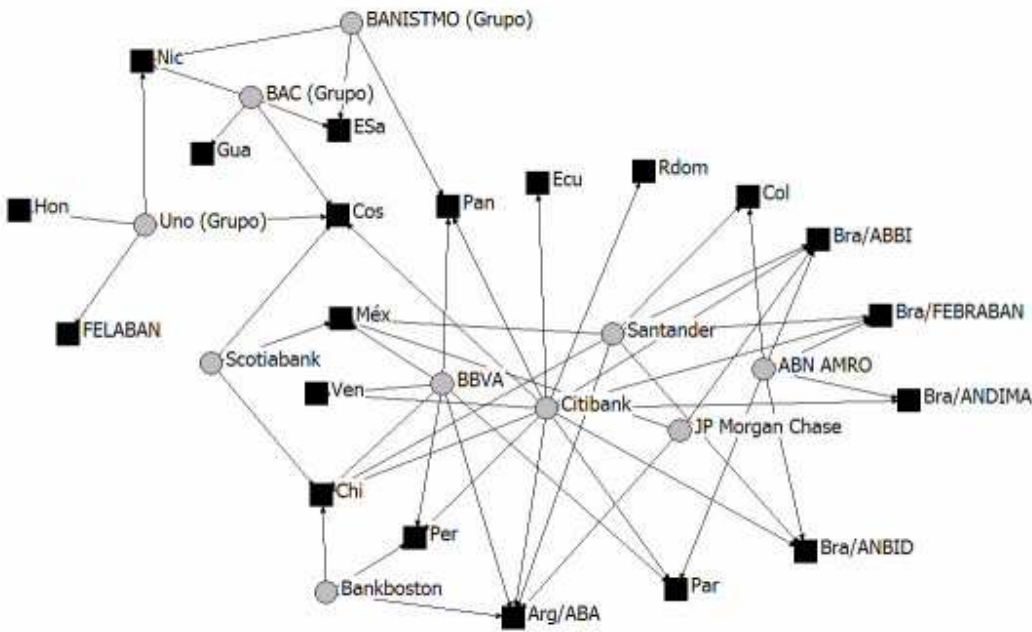 BANISTMO (Grupo)
Nic
BAC (Grupo)
ESa
Gua
Ecu
Rdom
Col
Hon
Uno (Grupo)
Cos
Pan
Bra/ABBI
FELABAN
Méx
Santander
Bra/FEBRABAN
Scotiabank
BBVA
ABN AMRO
Ven
Citibank
Bra/ANDIMA
JP Morgan Chase
Chi
Per
Bra/ANBID
Bankboston
Arg/ABA
Par